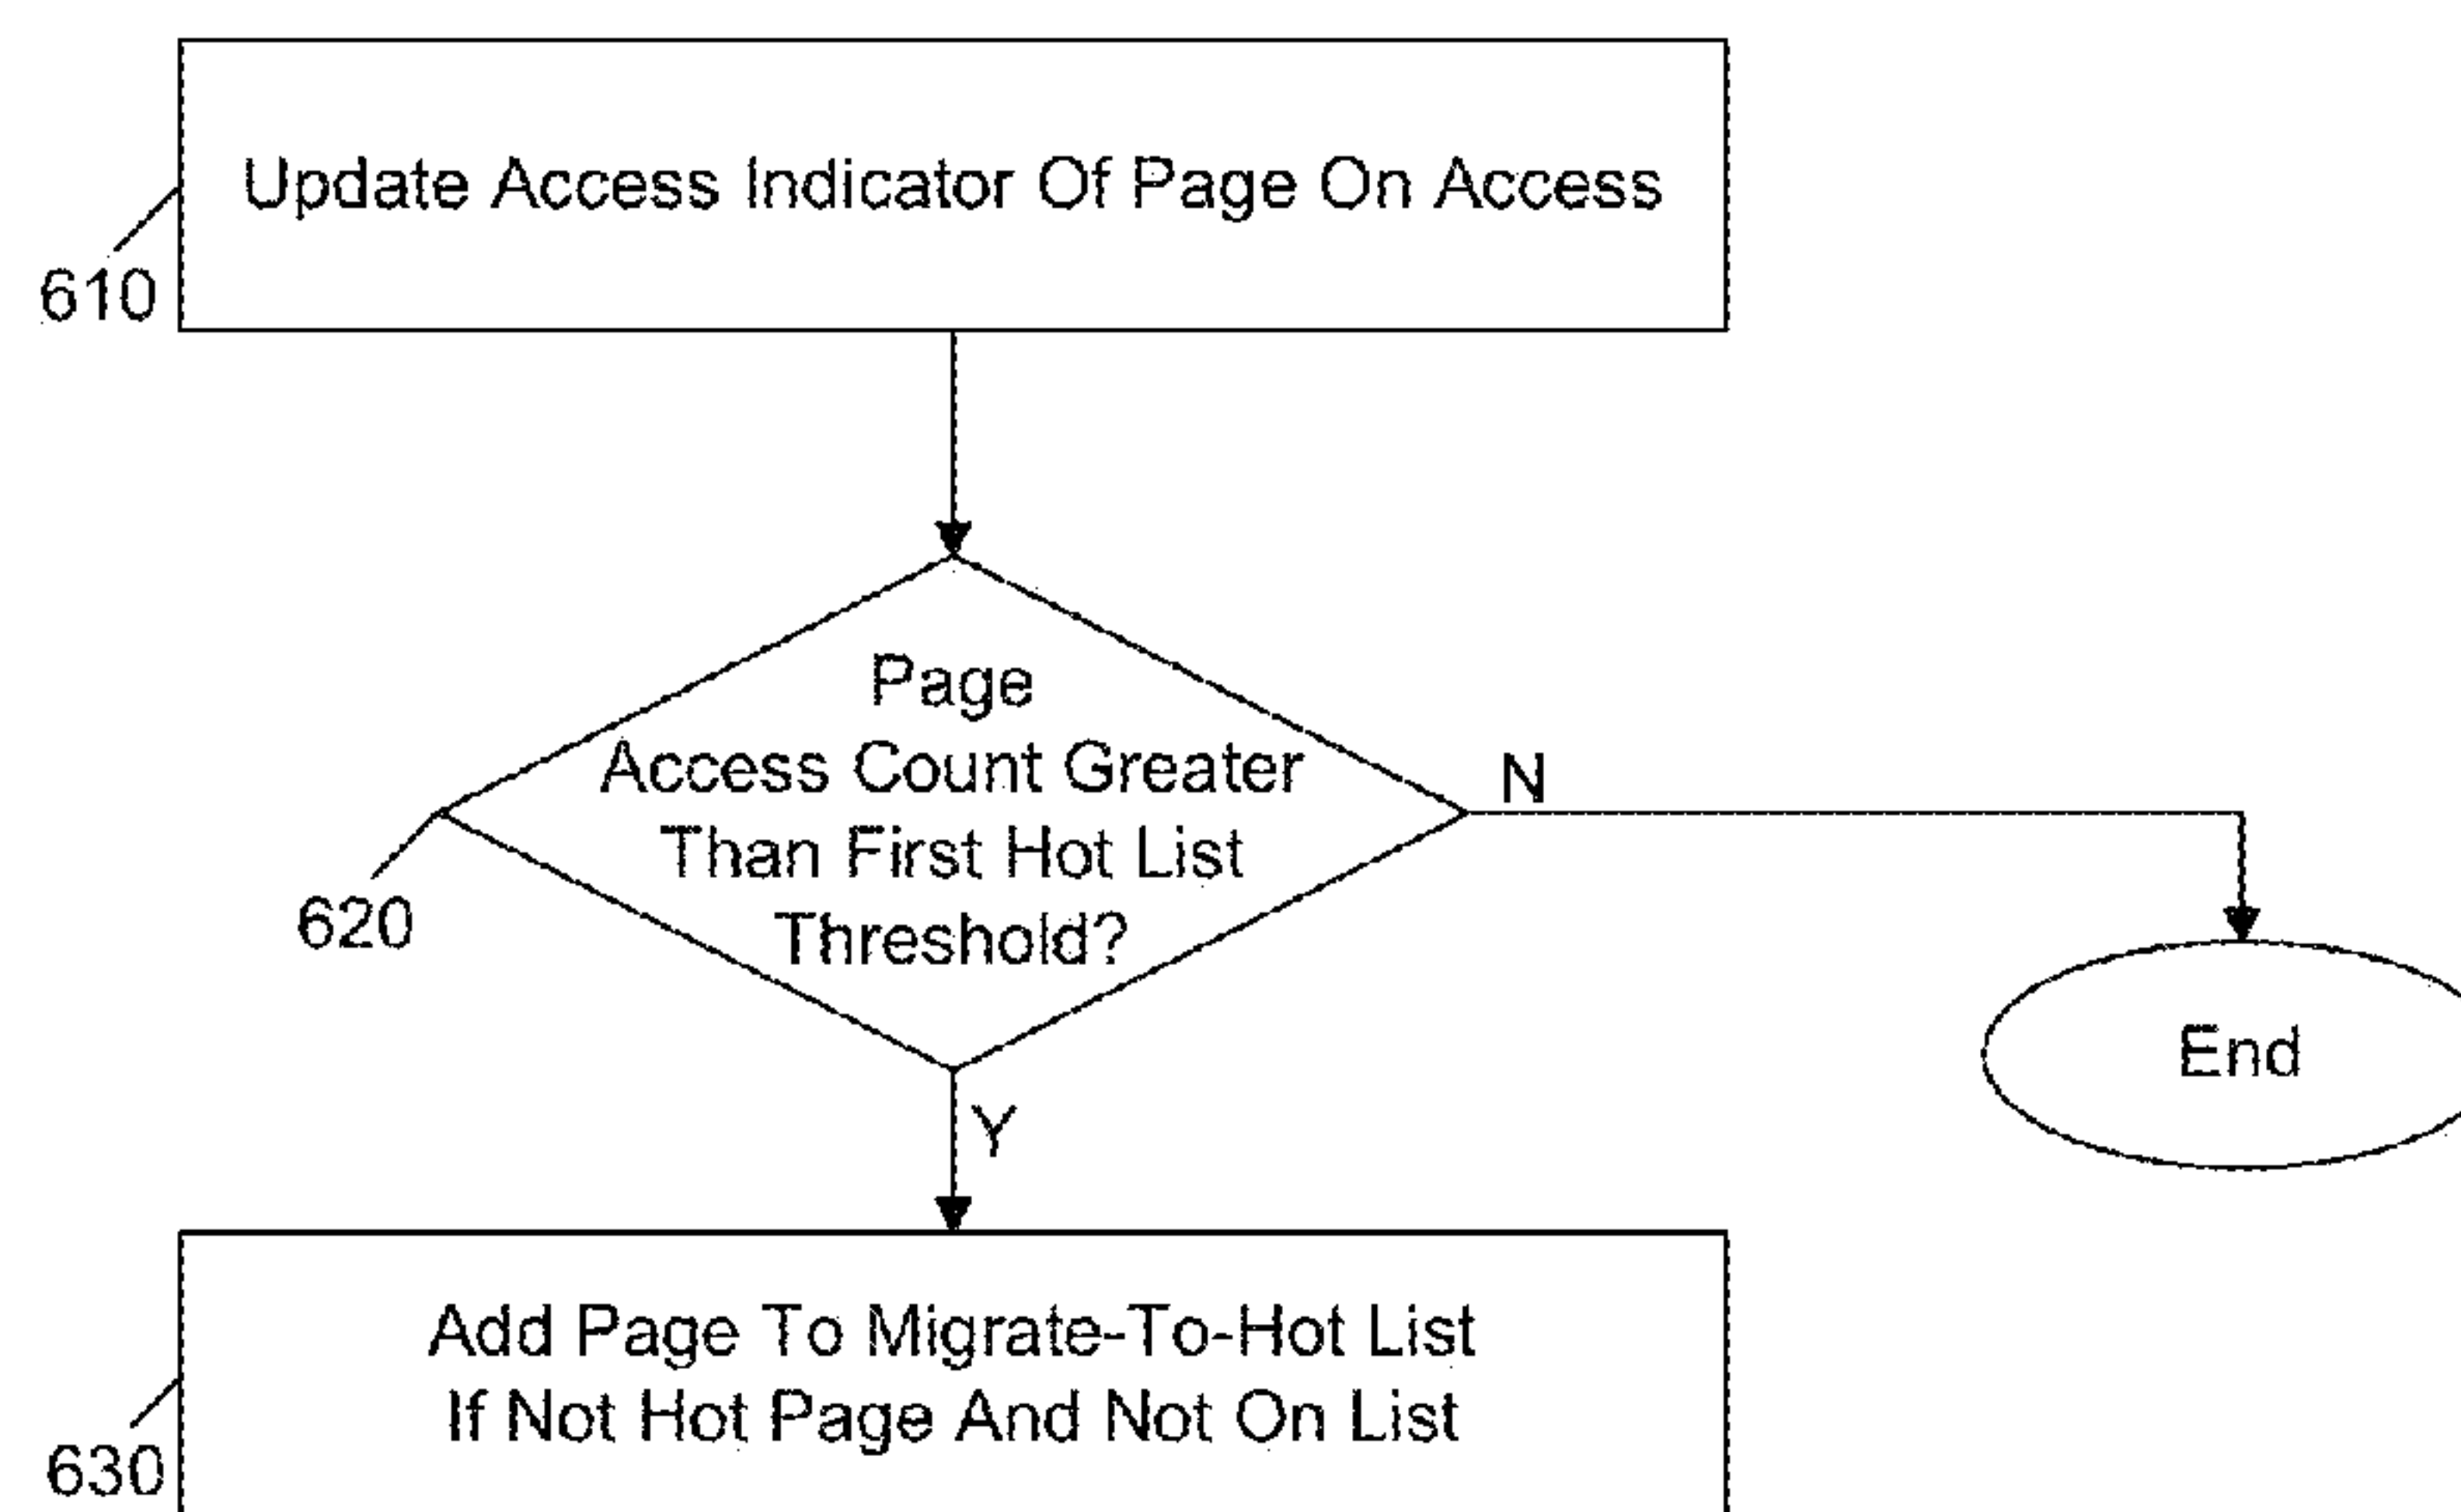 Update Access Indicator Of Page On Access
610
Page
Access Count Greater
Than First Hot List
Threshold?
N
620
End
Y
Add Page To Migrate-To-Hot List
If Not Hot Page And Not On List
630